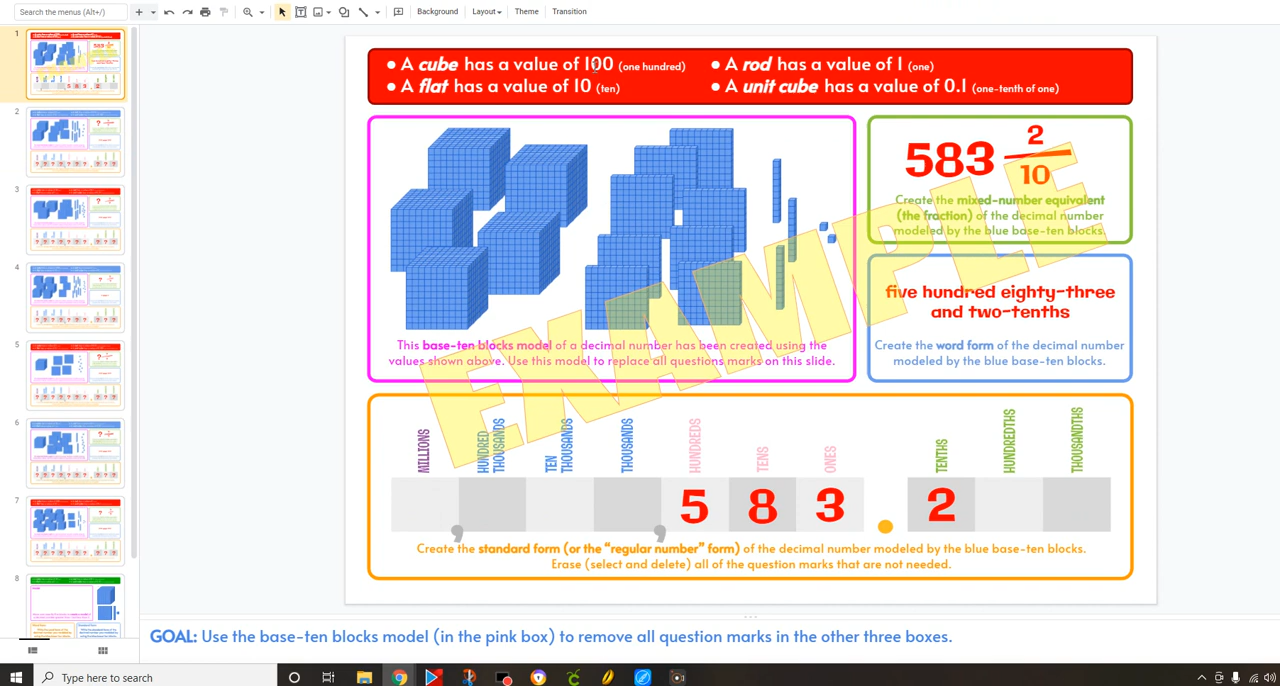 Search the menus (Alt+/)
Background
Layout
Theme
Transition
1
2
3
4
5
6
7
8
• A cube has a value of 100 (one hundred)
• A flat has a value of 10 (ten)
• A rod has a value of 1 (one)
• A unit cube has a value of 0.1 (one-tenth of one)
This base-ten blocks model of a decimal number has been created using the
values shown above. Use this model to replace all questions marks on this slide.
583 2/10
Create the mixed-number equivalent
(the fraction) of the decimal number
modeled by the blue base-ten blocks.
five hundred eighty-three
and two-tenths
Create the word form of the decimal number
modeled by the blue base-ten blocks.
EXAMPLE
MILLIONS
HUNDRED
THOUSANDS
TEN
THOUSANDS
THOUSANDS
HUNDREDS
TENS
ONES
TENTHS
HUNDREDTHS
THOUSANDTHS
, , 5 8 3 . 2
Create the standard form (or the “regular number” form) of the decimal number modeled by the blue base-ten blocks.
Erase (select and delete) all of the question marks that are not needed.
GOAL: Use the base-ten blocks model (in the pink box) to remove all question marks in the other three boxes.
Type here to search